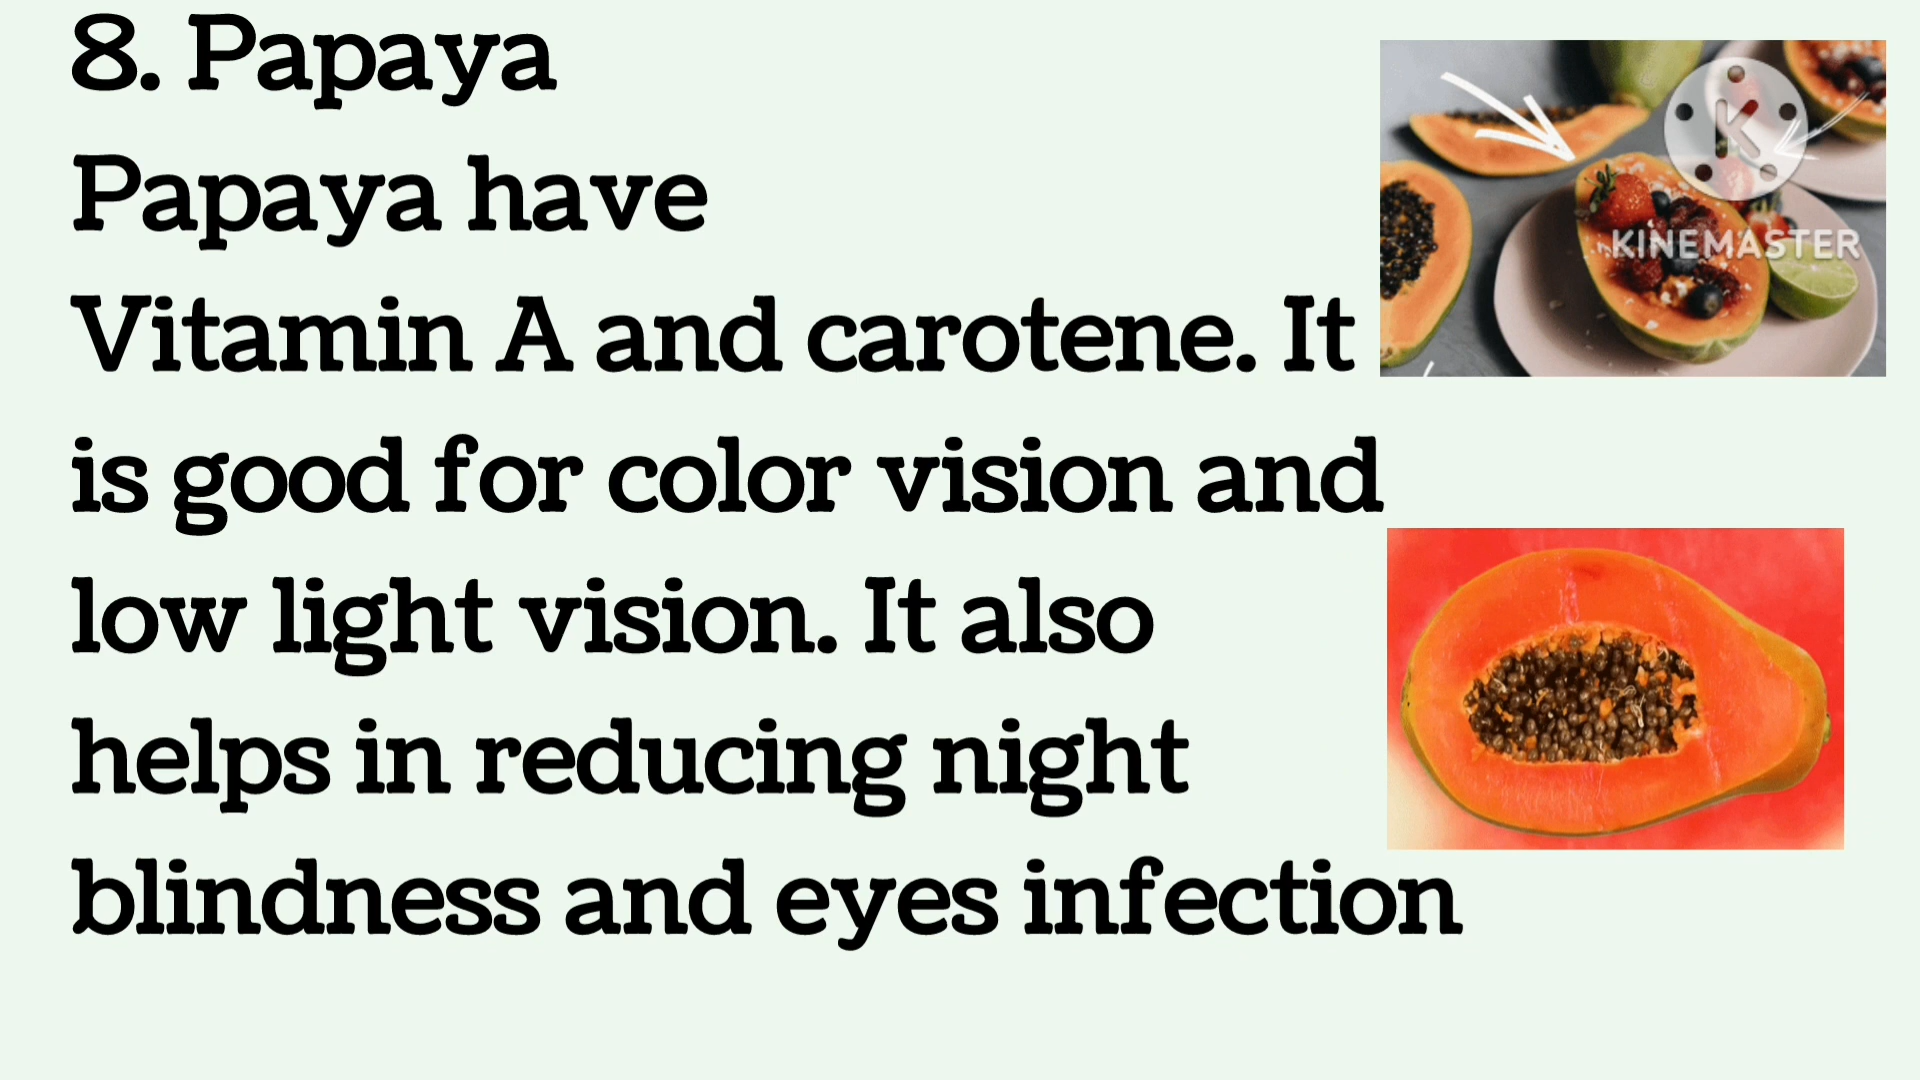 8. Papaya
Papaya have
Vitamin A and carotene. It
is good for color vision and
low light vision. It also
helps in reducing night
blindness and eyes infection
K
KINEMASTER